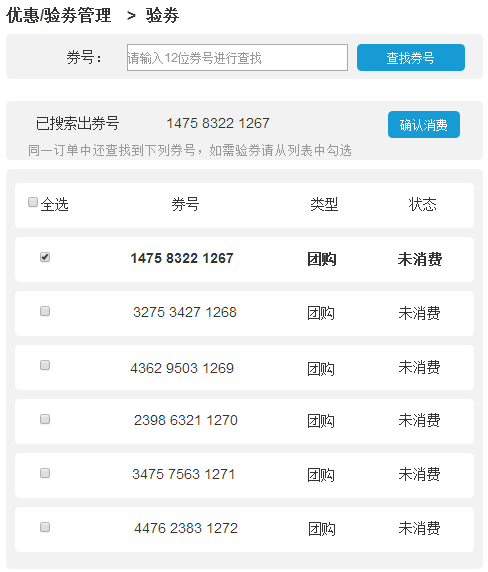 优惠/验券管理 > 验券
券号： 请输入12位券号进行查找 查找券号
已搜索出券号 1475 8322 1267 确认消费
同一订单中还查找到下列券号，如需验券请从列表中勾选
全选 券号 类型 状态
1475 8322 1267 团购 未消费
3275 3427 1268 团购 未消费
4362 9503 1269 团购 未消费
2398 6321 1270 团购 未消费
3475 7563 1271 团购 未消费
4476 2383 1272 团购 未消费